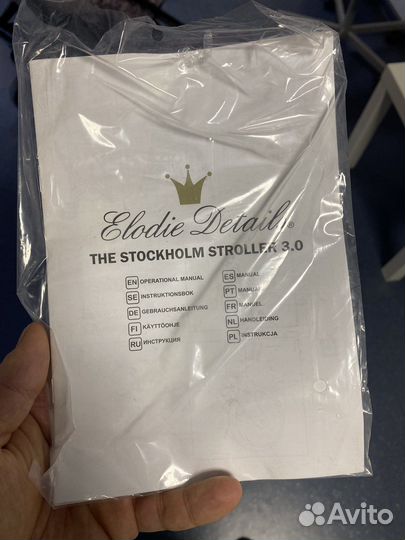 Elodie Details®
THE STOCKHOLM STROLLER 3.0
EN OPERATIONAL MANUAL
SE INSTRUKTIONSBOK
DE GEBRAUCHSANLEITUNG
FI KÄYTTÖOHJE
RU ИНСТРУКЦИЯ
ES MANUAL
PT MANUAL
FR MANUEL
NL HANDLEIDING
PL INSTRUKCJA
Avito